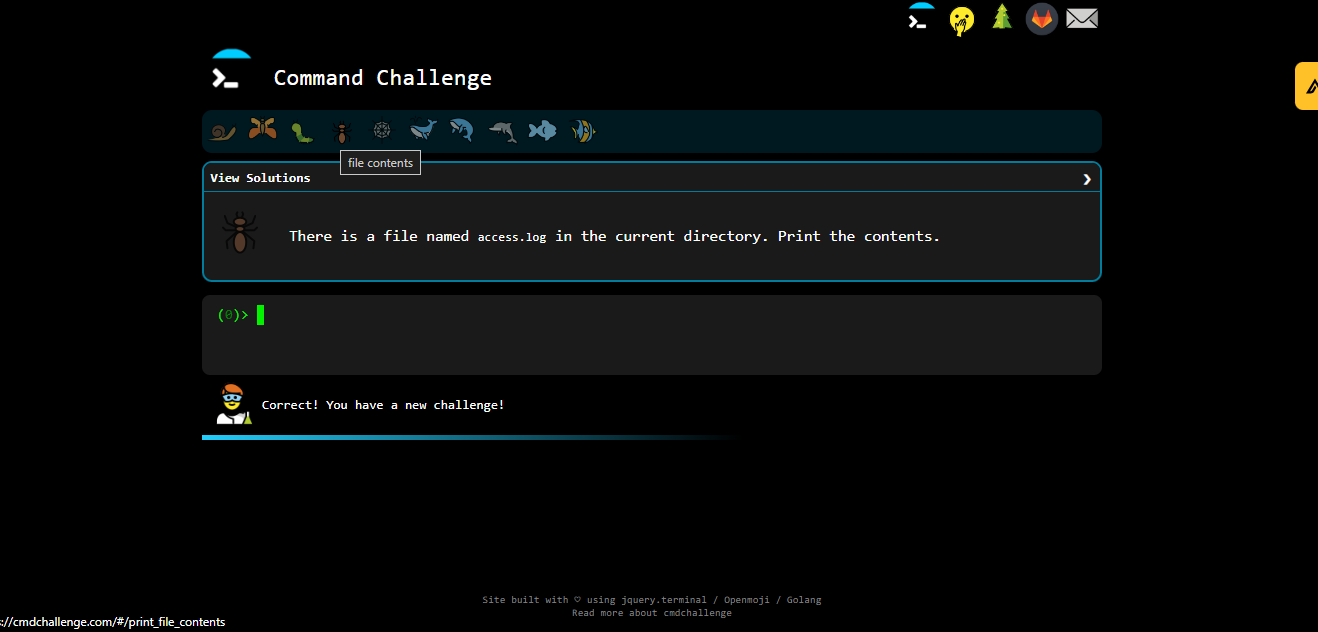 Command Challenge
file contents
View Solutions
There is a file named access.log in the current directory. Print the contents.
(0)>
Correct! You have a new challenge!
Site built with ♡ using jquery.terminal / Openmoji / Golang
Read more about cmdchallenge
://cmdchallenge.com/#/print_file_contents